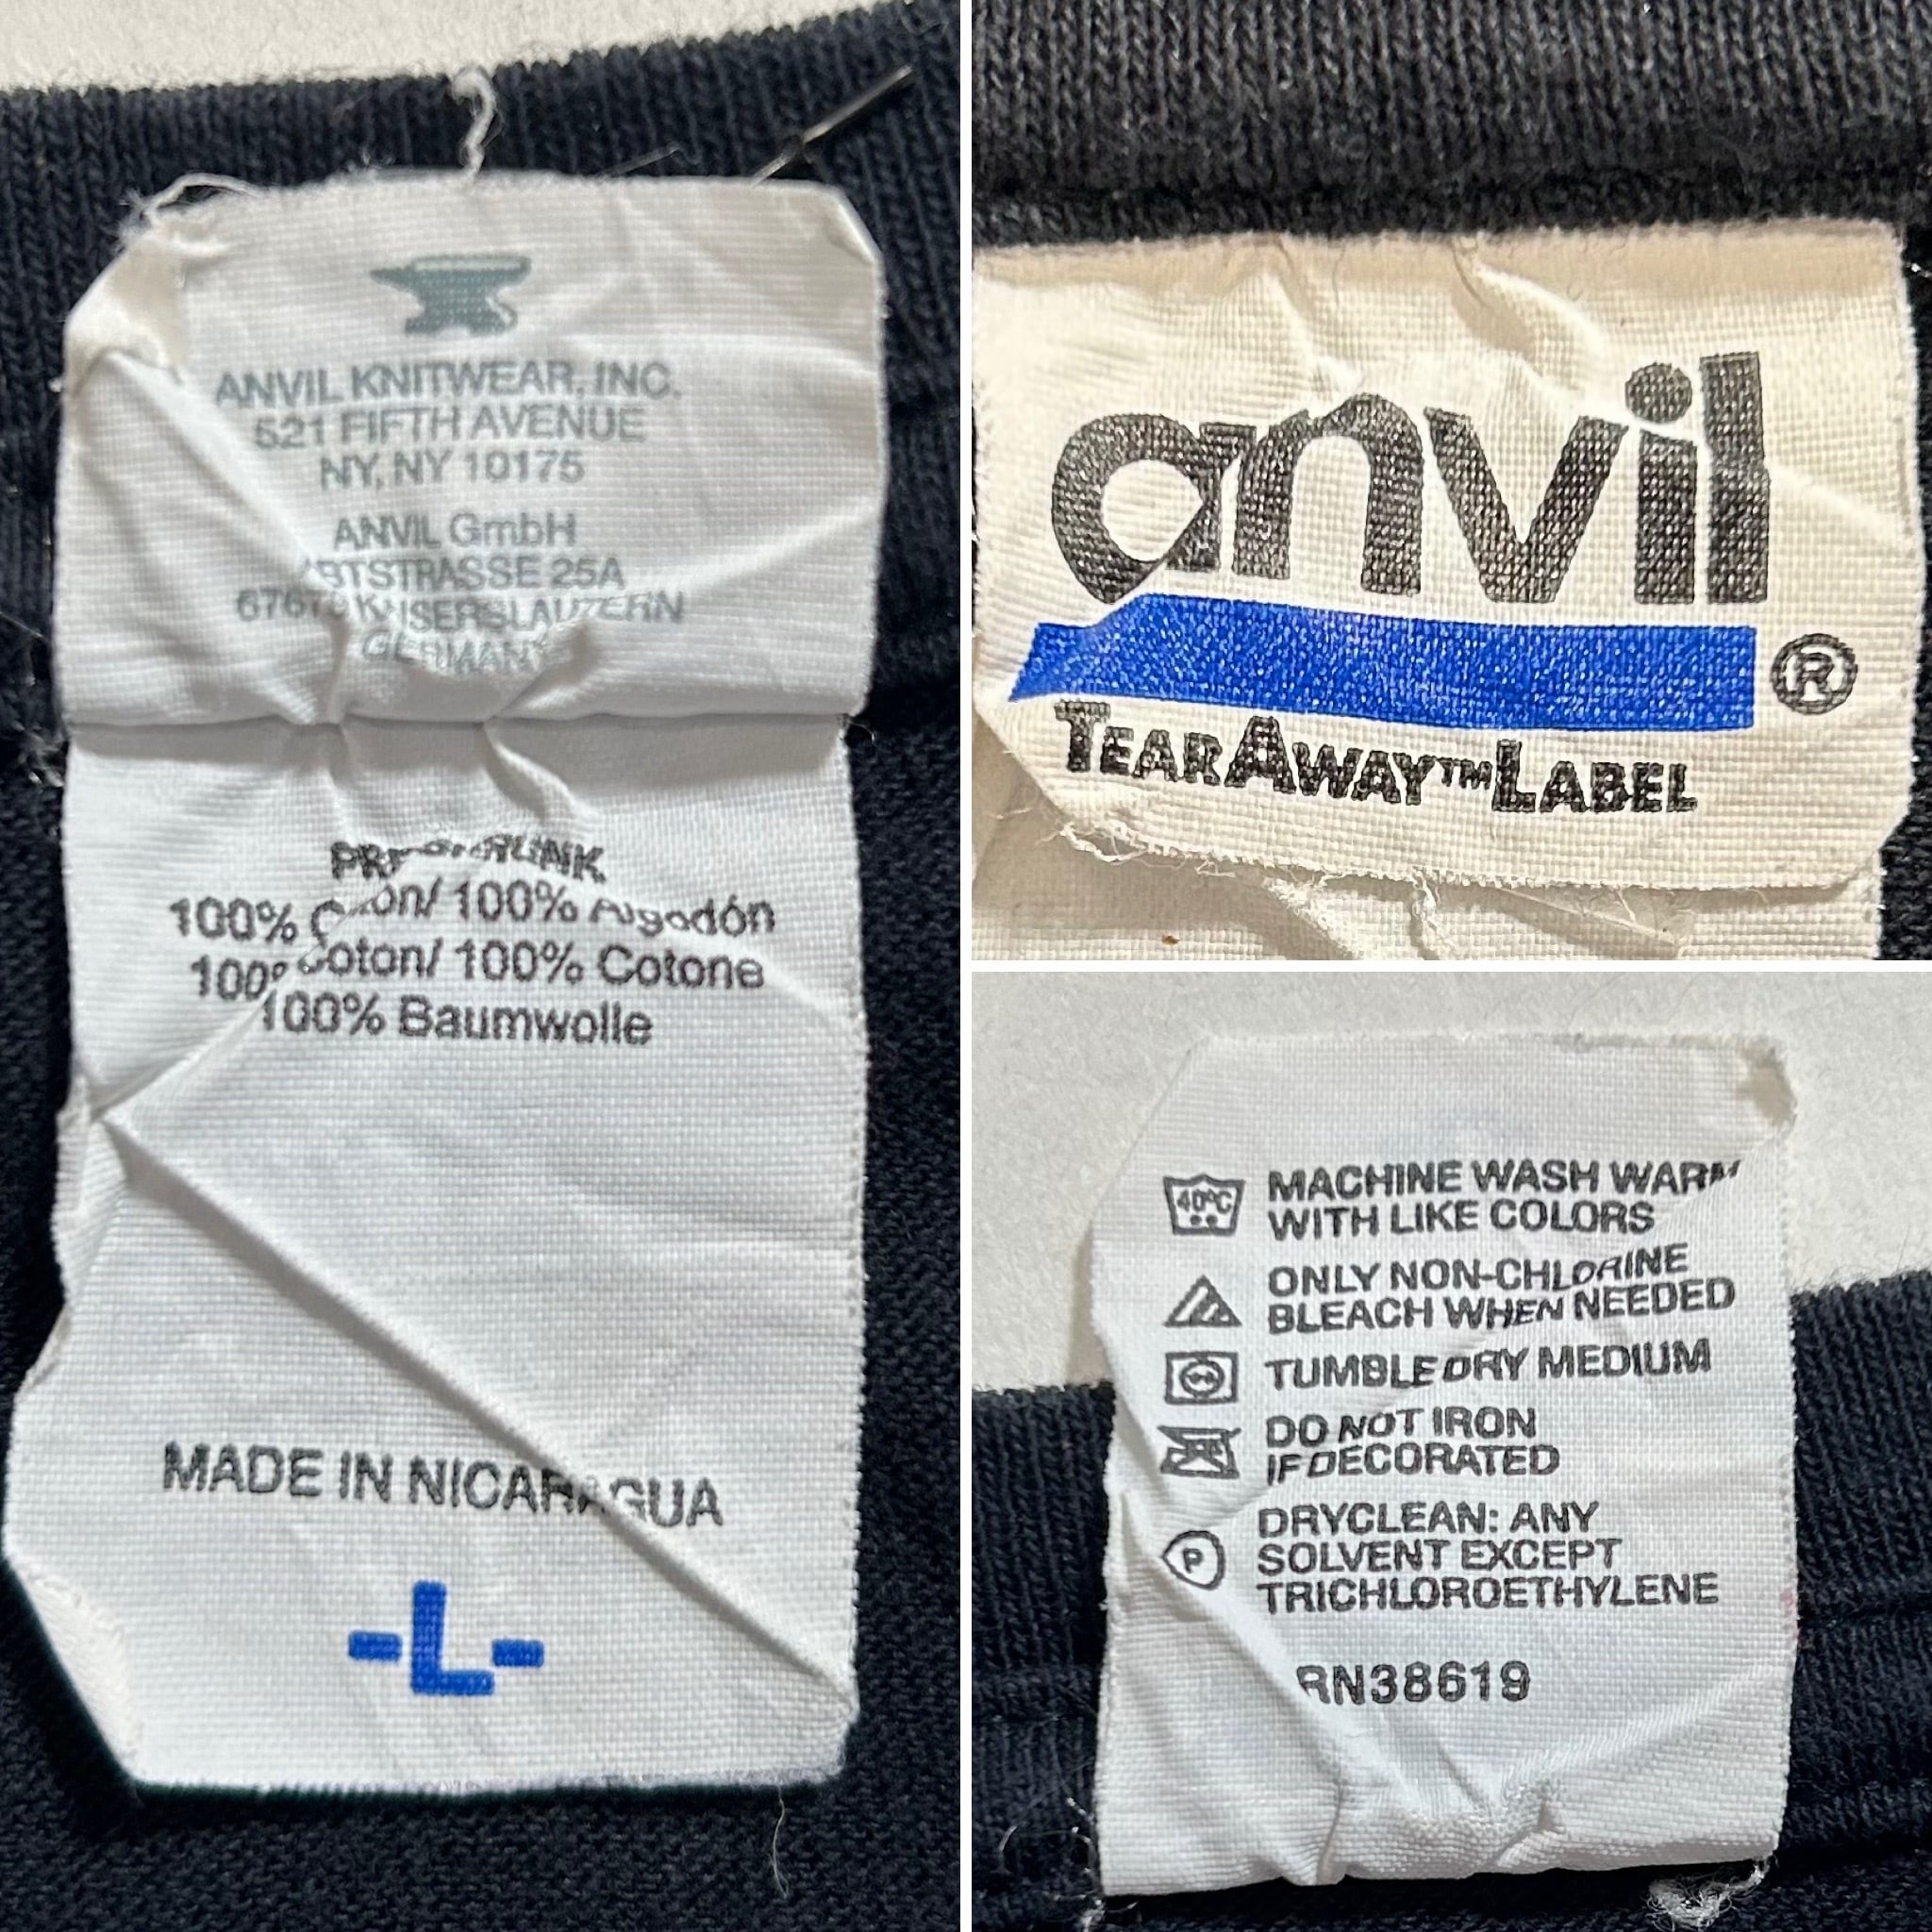 ANVIL KNITWEAR, INC.
521 FIFTH AVENUE
NY, NY 10175
ANVIL GmbH
25A
GERMANY
100% 100% Algodón
Coton/ 100% Cotone
100% Baumwolle
MADE IN NICARAGUA
-L-
anvil
®
TEARAWAY™LABEL
40°C
MACHINE WASH WARM
WITH LIKE COLORS
ONLY NON-CHLORINE
BLEACH WHEN NEEDED
TUMBLE DRY MEDIUM
DO NOT IRON
IF DECORATED
P
DRYCLEAN: ANY
SOLVENT EXCEPT
TRICHLOROETHYLENE
RN38619